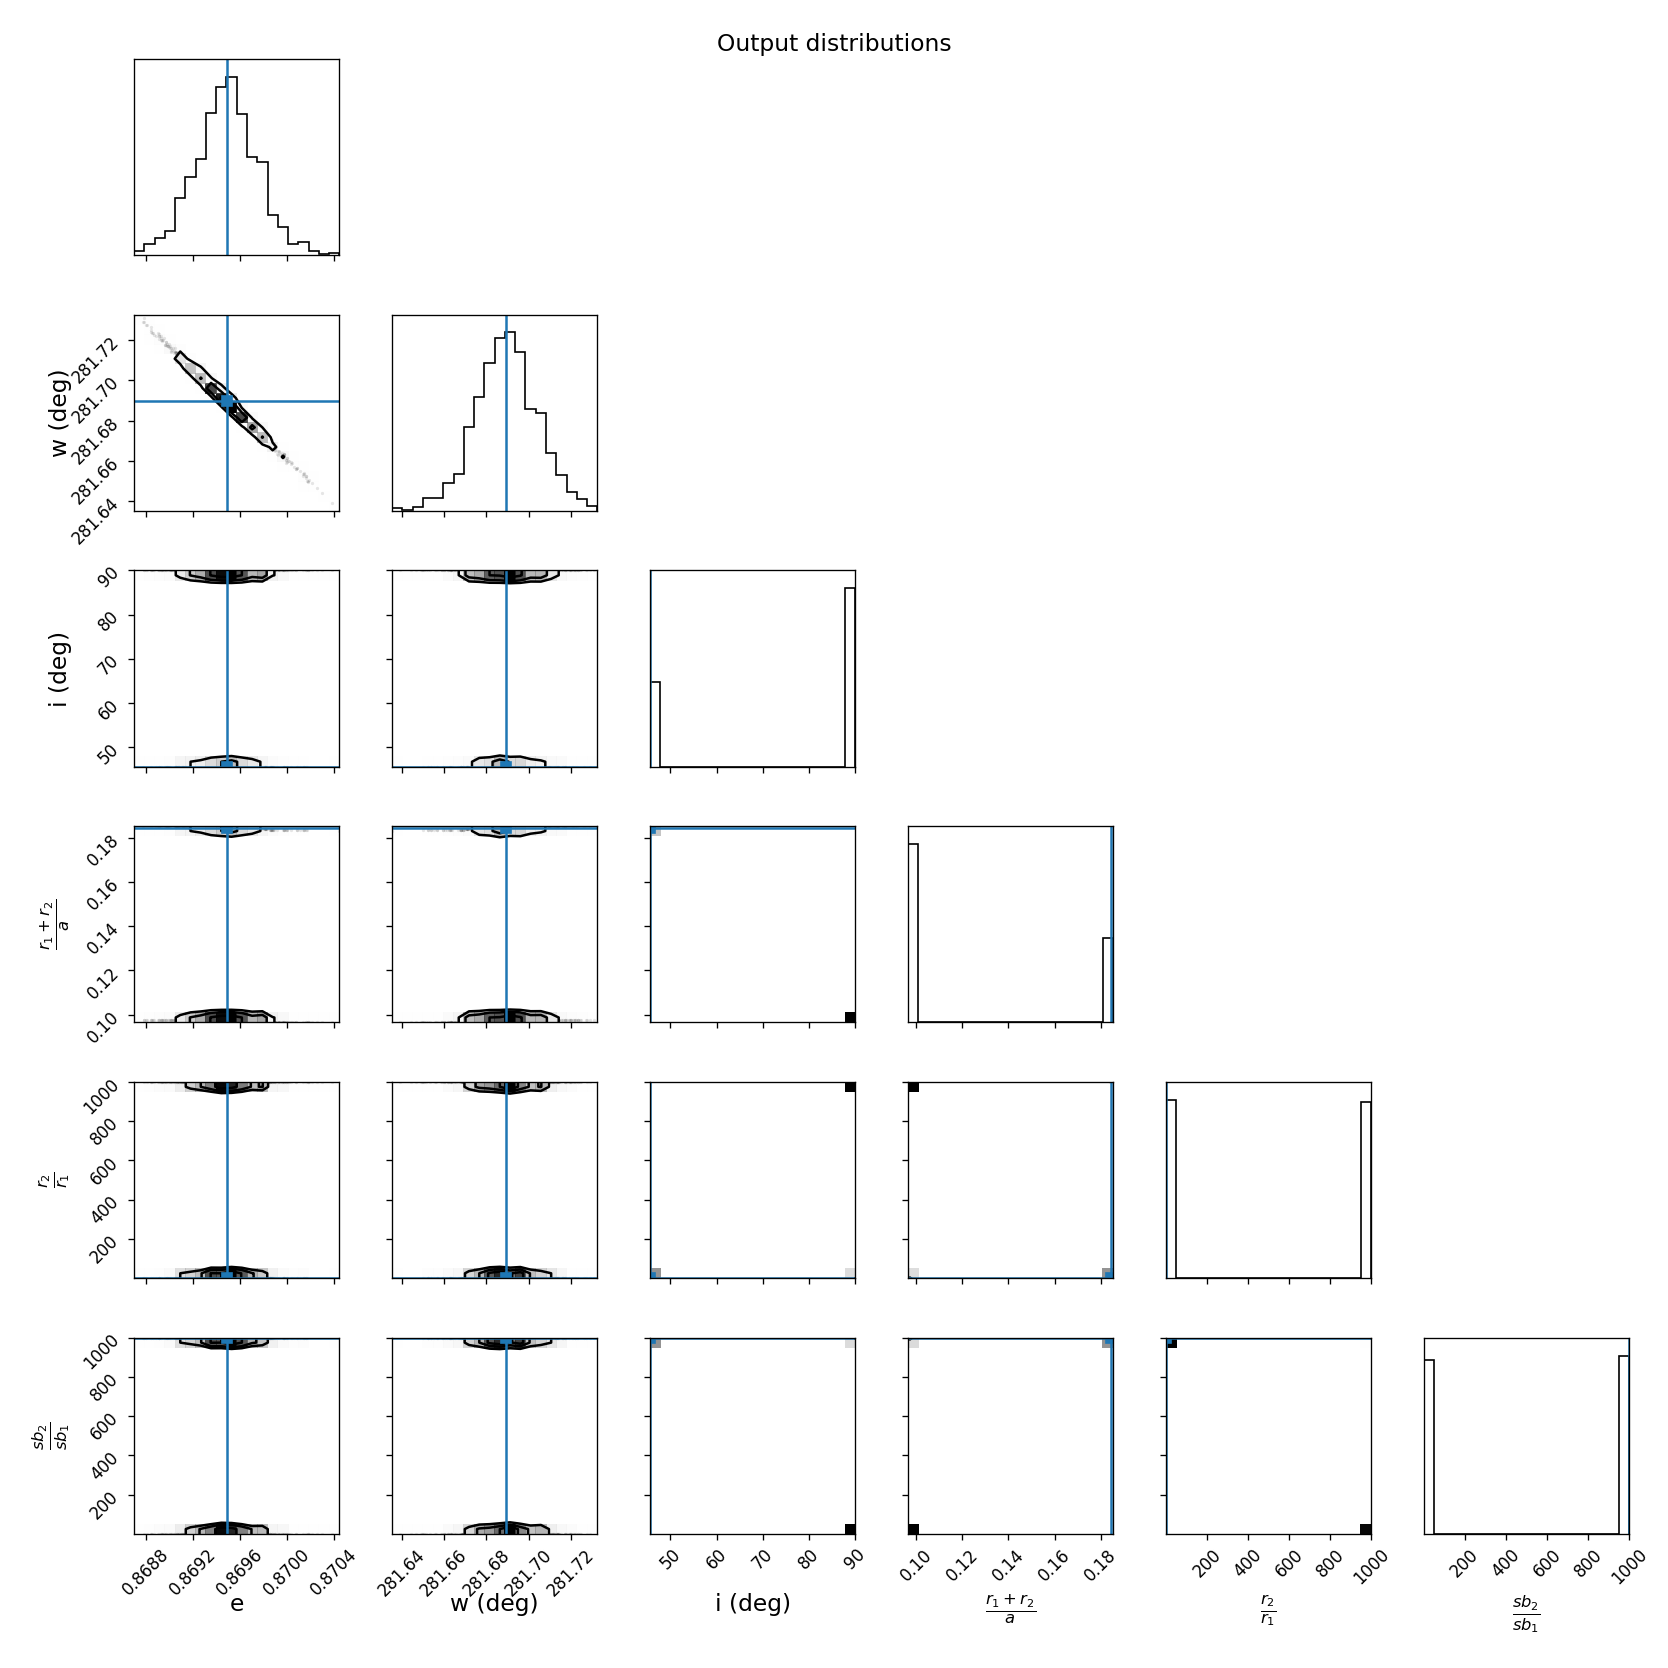 Output distributions
w (deg)
281.72
281.70
281.68
281.66
281.64
i (deg)
90
80
70
60
50
r₁ + r₂
a
0.18
0.16
0.14
0.12
0.10
r₂
r₁
1000
800
600
400
200
sb₂
sb₁
1000
800
600
400
200
0.8688 0.8692 0.8696 0.8700 0.8704
281.64 281.66 281.68 281.70 281.72
50 60 70 80 90
0.10 0.12 0.14 0.16 0.18
200 400 600 800 1000
200 400 600 800 1000
e
w (deg)
i (deg)
r₁ + r₂
a
r₂
r₁
sb₂
sb₁